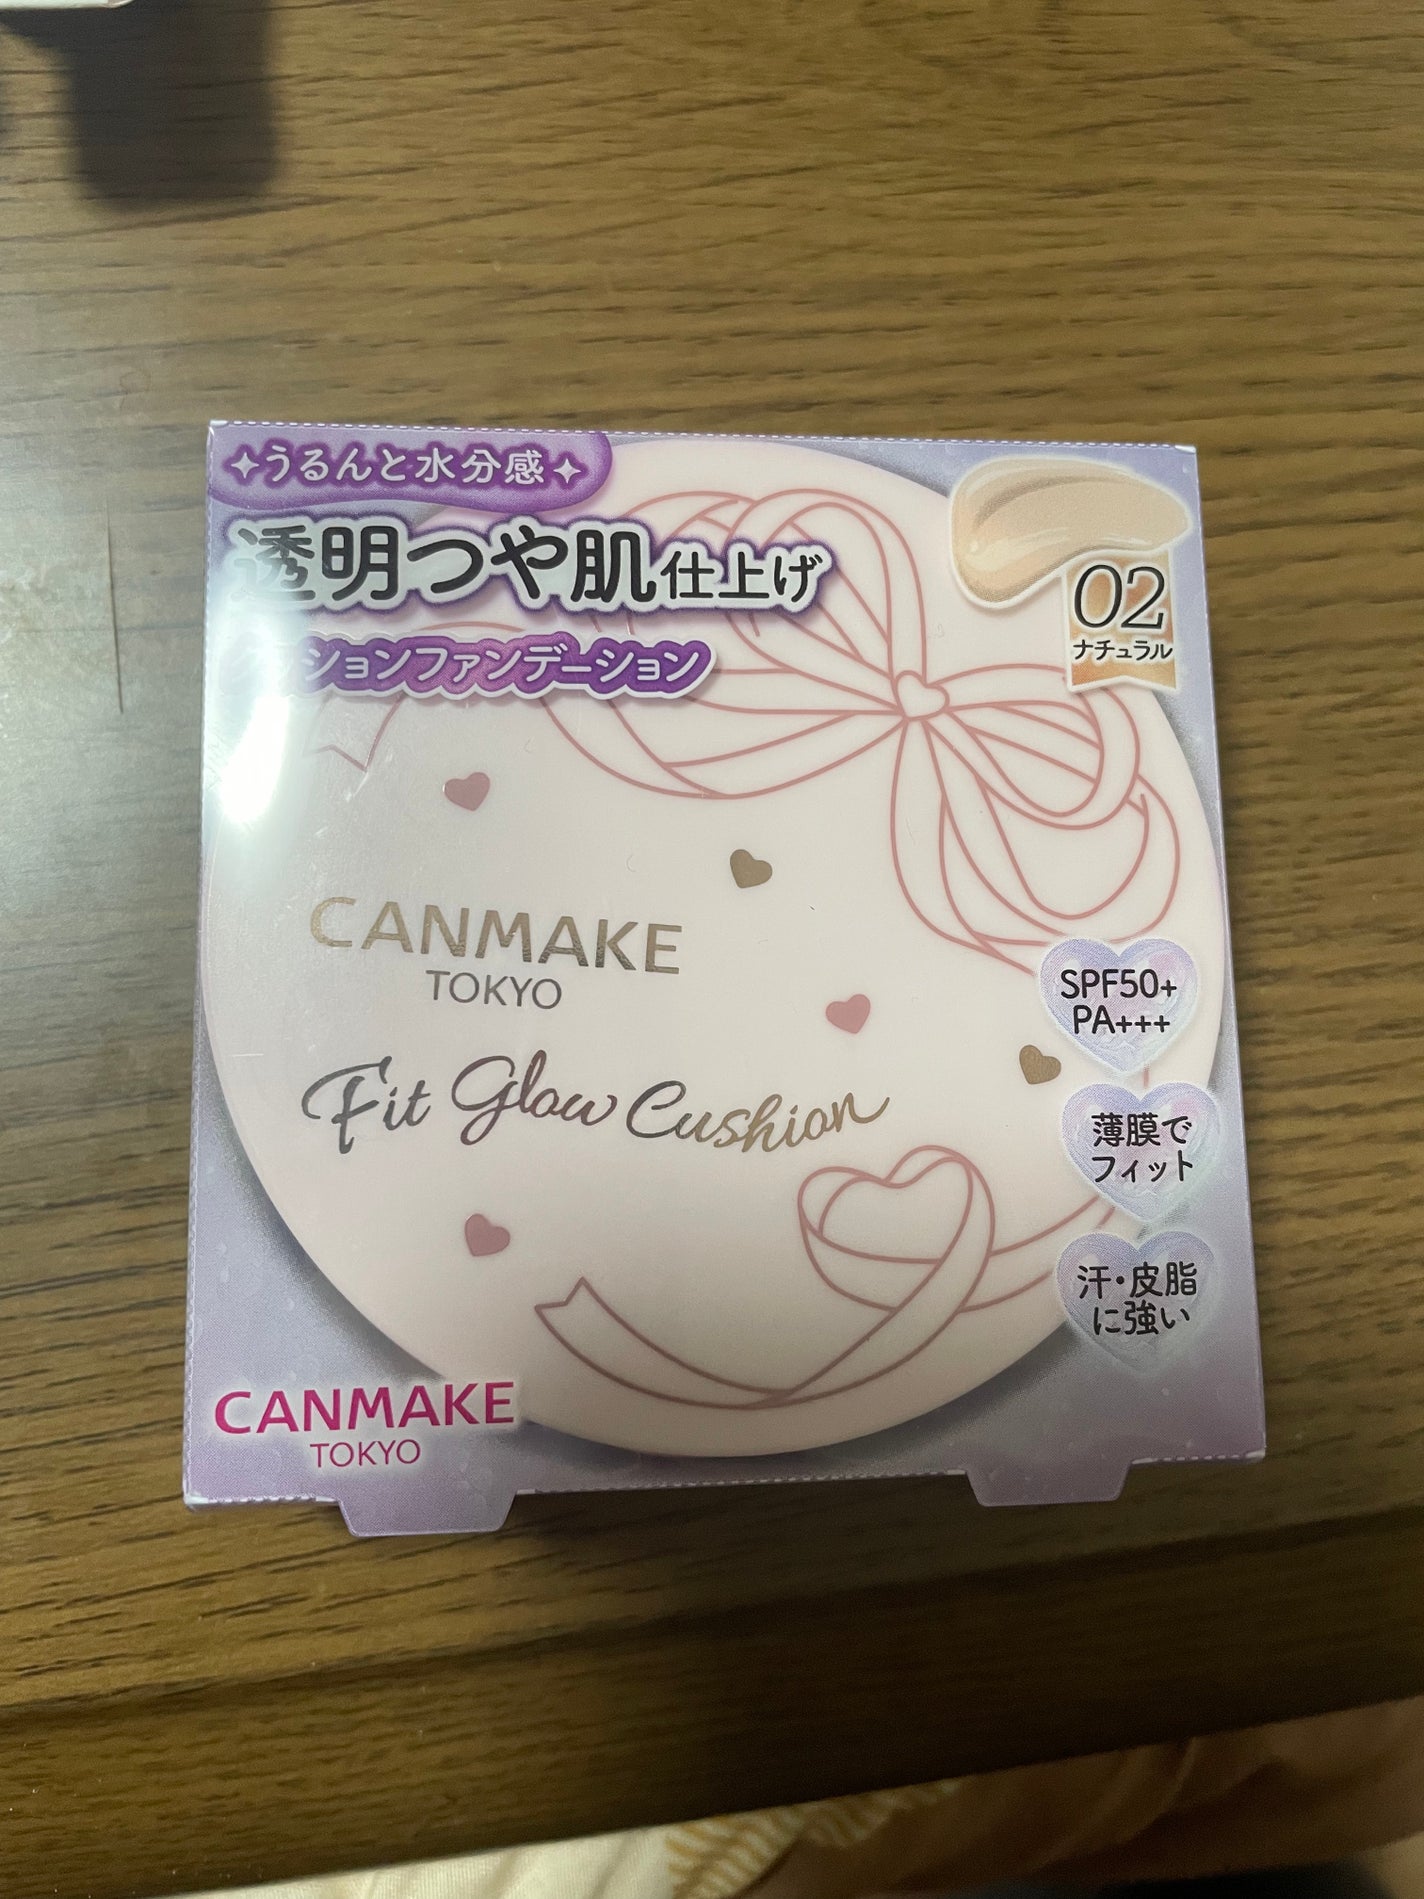 うるんと水分感
透明つや肌仕上げ
ッションファンデーション
02
ナチュラル
CANMAKE
TOKYO
Fit Glow Cushion
SPF50+
PA+++
薄膜で
フィット
汗・皮脂
に強い
CANMAKE
TOKYO